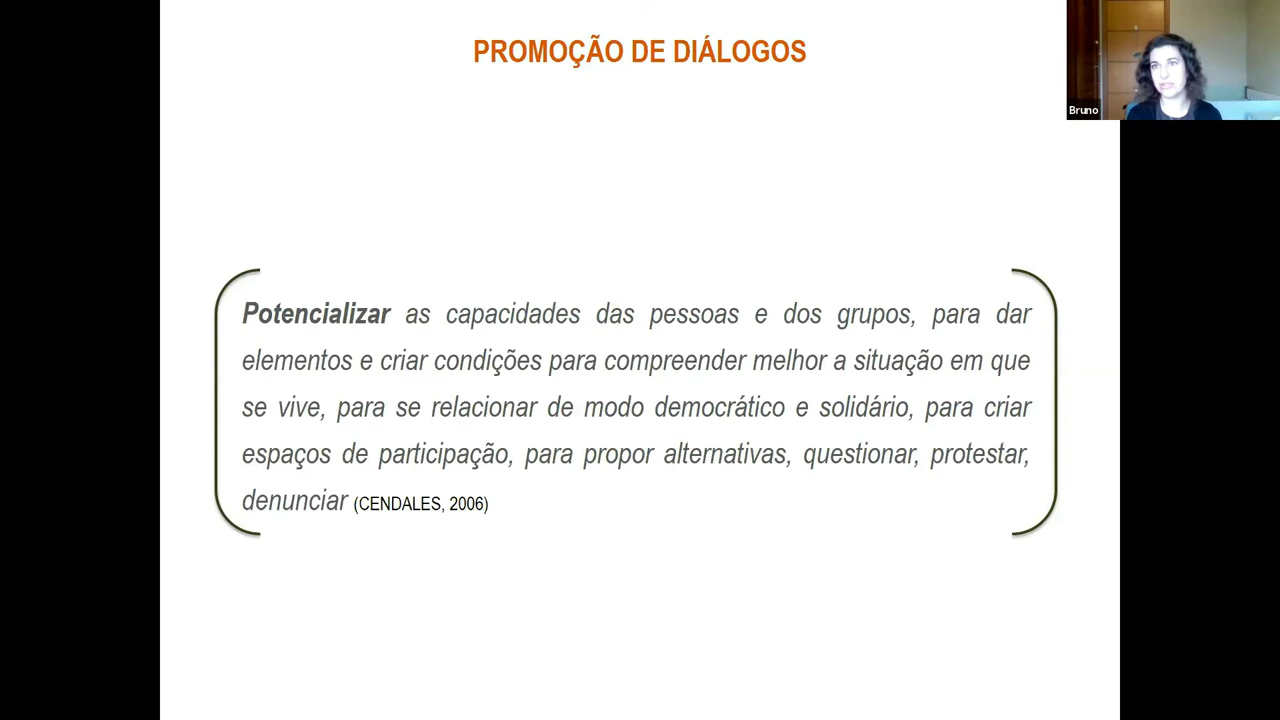 PROMOÇÃO DE DIÁLOGOS
Bruno
Potencializar as capacidades das pessoas e dos grupos, para dar
elementos e criar condições para compreender melhor a situação em que
se vive, para se relacionar de modo democrático e solidário, para criar
espaços de participação, para propor alternativas, questionar, protestar,
denunciar (CENDALES, 2006)